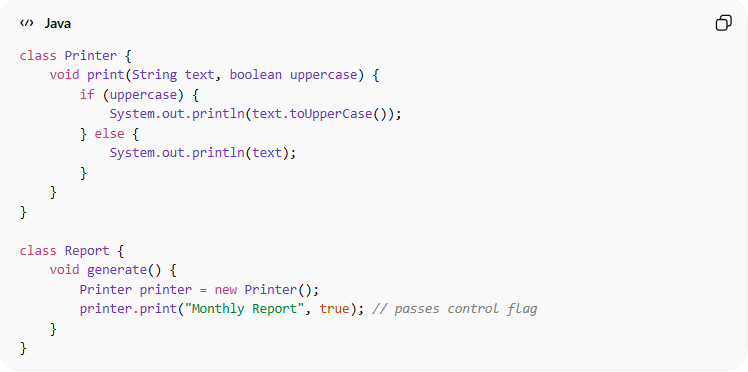 Java
class Printer {
    void print(String text, boolean uppercase) {
        if (uppercase) {
            System.out.println(text.toUpperCase());
        } else {
            System.out.println(text);
        }
    }
}

class Report {
    void generate() {
        Printer printer = new Printer();
        printer.print("Monthly Report", true); // passes control flag
    }
}